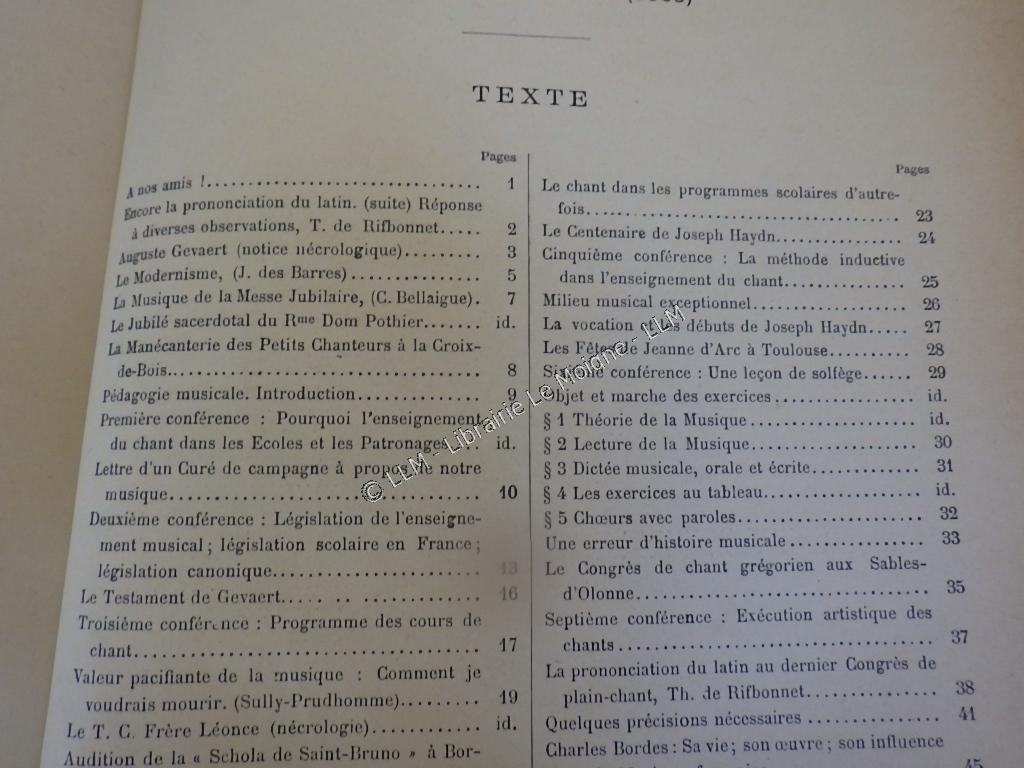 TEXTE
Pages
A nos amis !............................... 1
Encore la prononciation du latin. (suite) Réponse
à diverses observations, T. de Rifbonnet..... 2
Auguste Gevaert (notice nécrologique)......... 3
Le Modernisme, (J. des Barres)............... 5
La Musique de la Messe Jubilaire, (C. Bellaigue). 7
Le Jubilé sacerdotal du Rme Dom Pothier....... id.
La Manécanterie des Petits Chanteurs à la Croix-
de-Bois.................................... 8
Pédagogie musicale. Introduction.............. 9
Première conférence : Pourquoi l'enseignement
du chant dans les Ecoles et les Patronages.... id.
Lettre d'un Curé de campagne à propos de notre
musique................................... 10
Deuxième conférence : Législation de l'enseigne-
ment musical ; législation scolaire en France ;
législation canonique........................ 13
Le Testament de Gevaert.... .. ............... 16
Troisième conférence : Programme des cours de
chant..................................... 17
Valeur pacifiante de la musique : Comment je
voudrais mourir. (Sully-Prudhomme)......... 19
Le T. C. Frère Léonce (nécrologie)............ id.
Audition de la « Schola de Saint-Bruno » à Bor-
Pages
Le chant dans les programmes scolaires d'autre-
fois....................................... 23
Le Centenaire de Joseph Haydn................ 24
Cinquième conférence : La méthode inductive
dans l'enseignement du chant................ 25
Milieu musical exceptionnel................... 26
La vocation et les débuts de Joseph Haydn..... 27
Les Fêtes de Jeanne d'Arc à Toulouse.......... 28
Sixième conférence : Une leçon de solfège...... 29
Objet et marche des exercices................. id.
§ 1 Théorie de la Musique.................... id.
§ 2 Lecture de la Musique.................... 30
§ 3 Dictée musicale, orale et écrite............. 31
§ 4 Les exercices au tableau................... id.
§ 5 Chœurs avec paroles...................... 32
Une erreur d'histoire musicale................ 33
Le Congrès de chant grégorien aux Sables-
d'Olonne.................................. 35
Septième conférence : Exécution artistique des
chants.................................... 37
La prononciation du latin au dernier Congrès de
plain-chant, Th. de Rifbonnet............... 38
Quelques précisions nécessaires............... 41
Charles Bordes : Sa vie ; son œuvre ; son influence
45
© LLM - Librairie Le Moigne - LLM